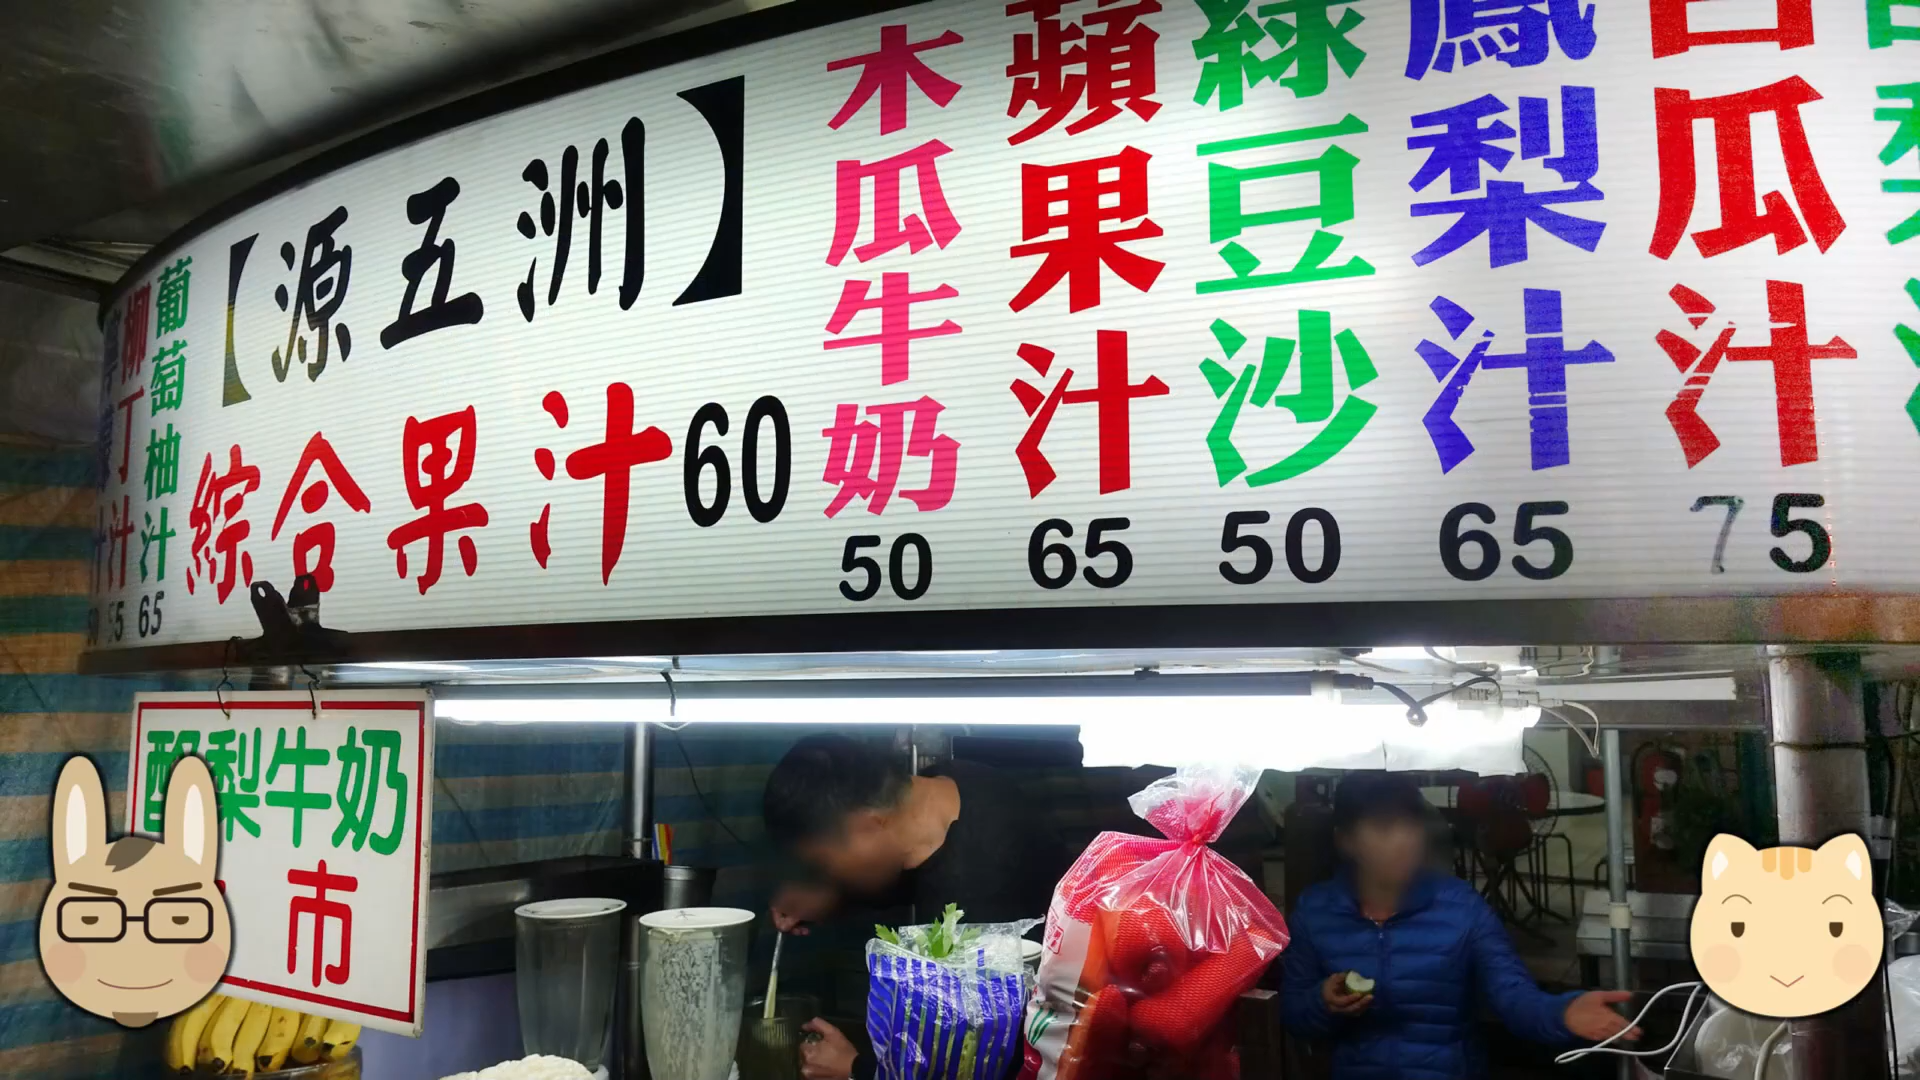 【源五洲】
綜合果汁60
葡萄柚汁
65
柳丁汁
木瓜牛奶
50
蘋果汁
65
綠豆沙
50
鳳梨汁
65
瓜汁
75
酪梨牛奶
市